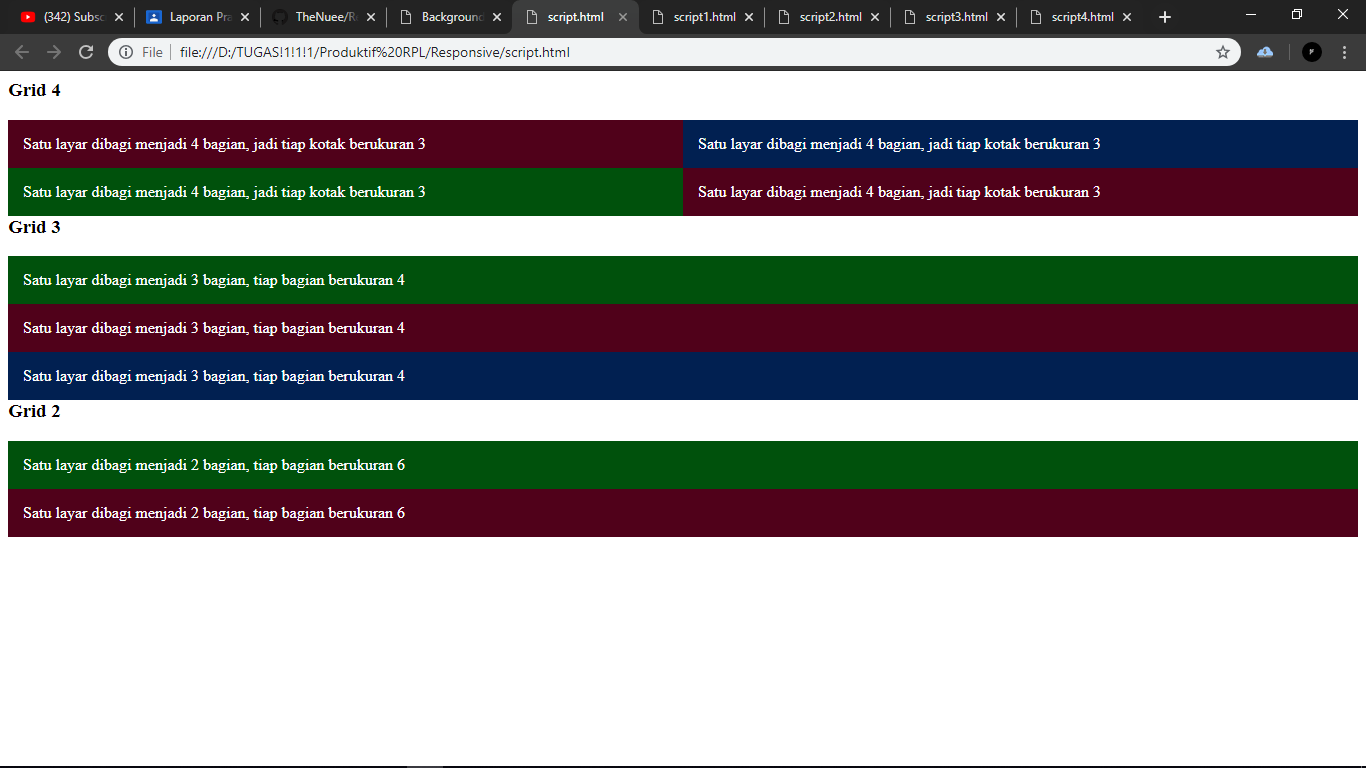 (342) Subsc Laporan Pra TheNuee/R Background script.html script1.html script2.html script3.html script4.html
File file:///D:/TUGAS!1!1!1/Produktif%20RPL/Responsive/script.html
Grid 4
Satu layar dibagi menjadi 4 bagian, jadi tiap kotak berukuran 3 Satu layar dibagi menjadi 4 bagian, jadi tiap kotak berukuran 3
Satu layar dibagi menjadi 4 bagian, jadi tiap kotak berukuran 3 Satu layar dibagi menjadi 4 bagian, jadi tiap kotak berukuran 3
Grid 3
Satu layar dibagi menjadi 3 bagian, tiap bagian berukuran 4
Satu layar dibagi menjadi 3 bagian, tiap bagian berukuran 4
Satu layar dibagi menjadi 3 bagian, tiap bagian berukuran 4
Grid 2
Satu layar dibagi menjadi 2 bagian, tiap bagian berukuran 6
Satu layar dibagi menjadi 2 bagian, tiap bagian berukuran 6